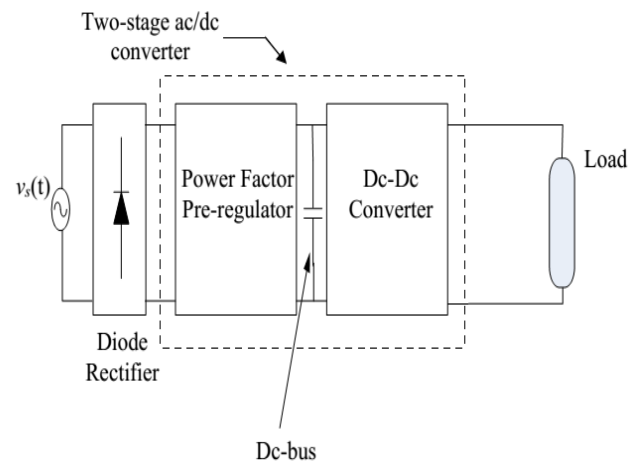 Two-stage ac/dc
converter
vs(t)
Power Factor
Pre-regulator
Dc-Dc
Converter
Load
Diode
Rectifier
Dc-bus